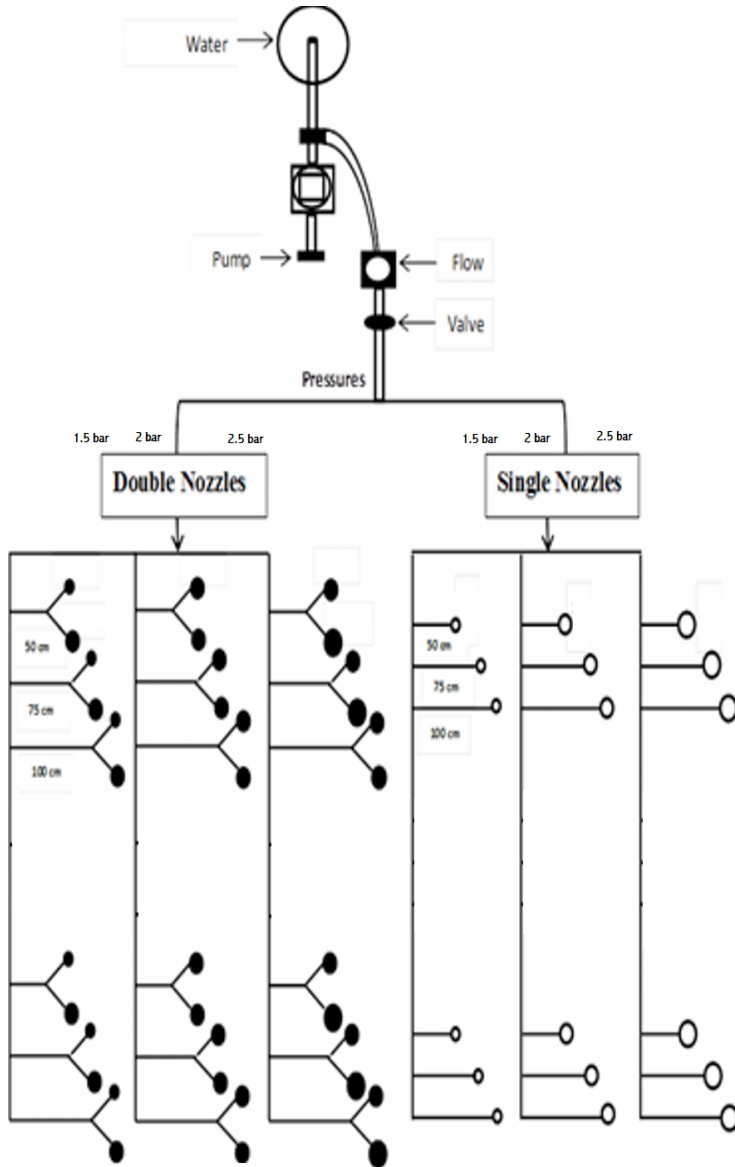 Water
Pump
Flow
Valve
Pressures
1.5 bar 2 bar 2.5 bar 1.5 bar 2 bar 2.5 bar
Double Nozzles Single Nozzles
50 cm 50 cm
75 cm 75 cm
100 cm 100 cm